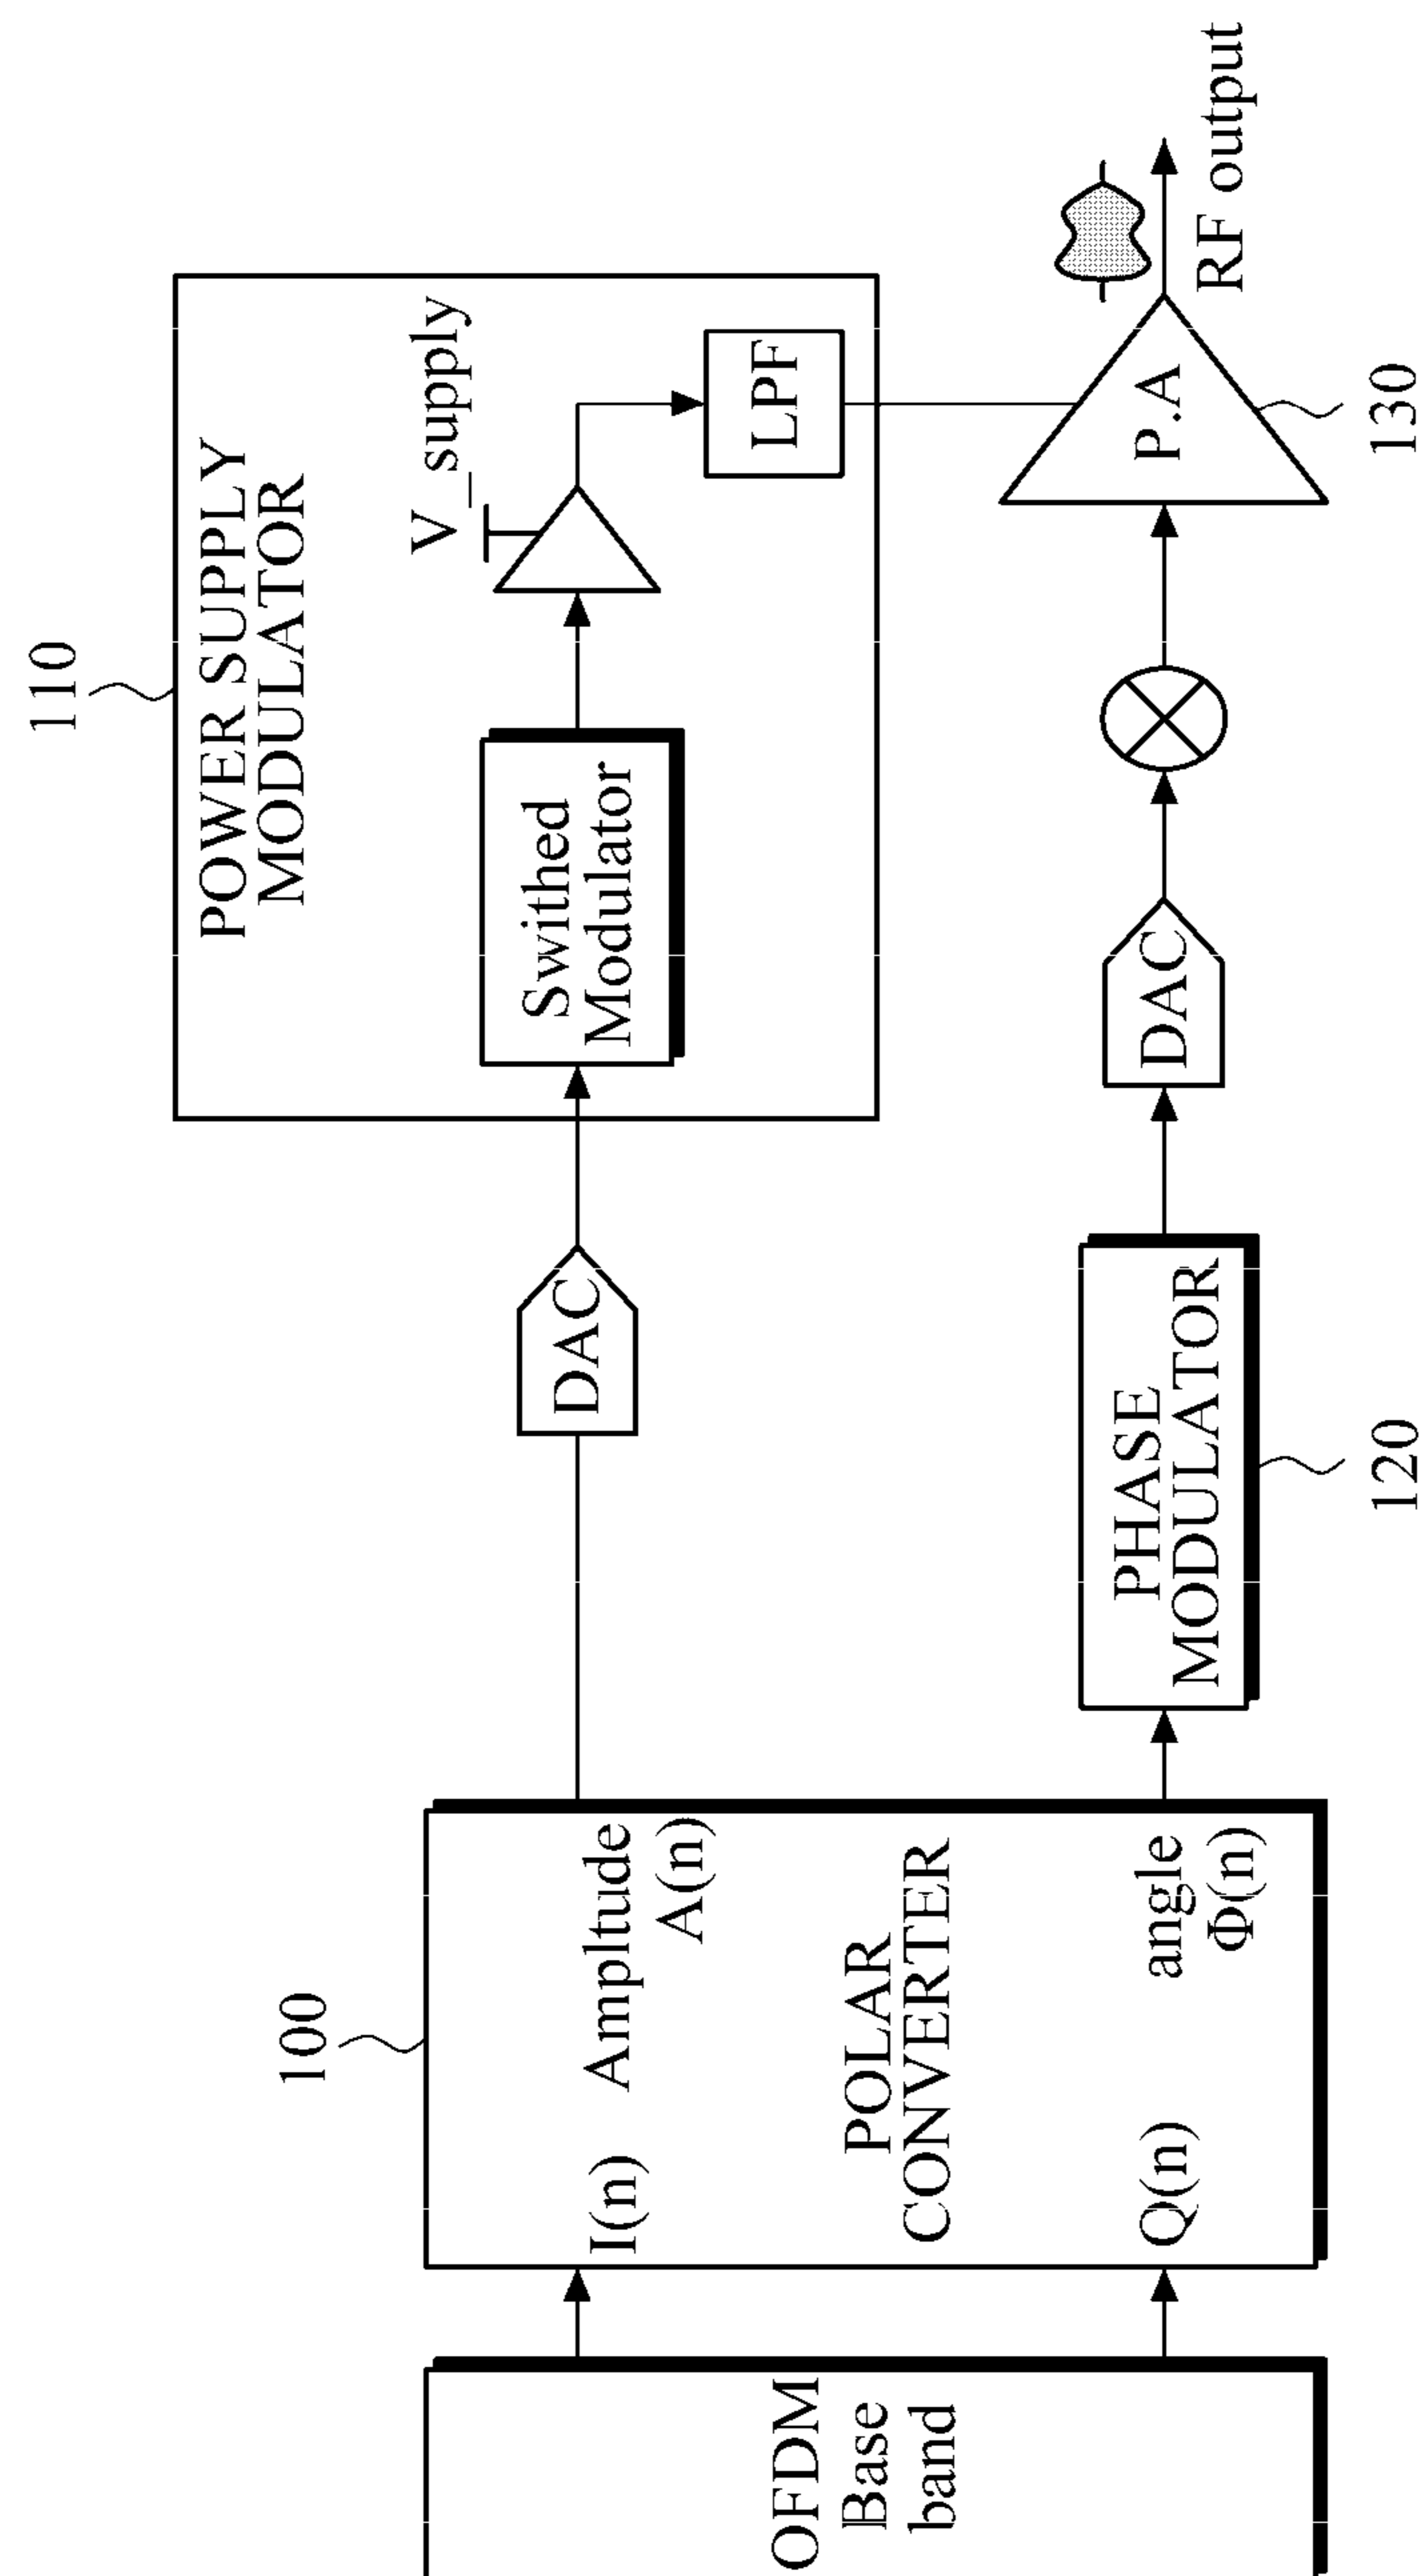 110
POWER SUPPLY
MODULATOR
V_supply
Swithed
Modulator
LPF
DAC
100
I(n)
Ampltude
A(n)
POLAR
CONVERTER
Q(n)
angle
Φ(n)
OFDM
Base
band
PHASE
MODULATOR
120
DAC
P.A
130
RF output